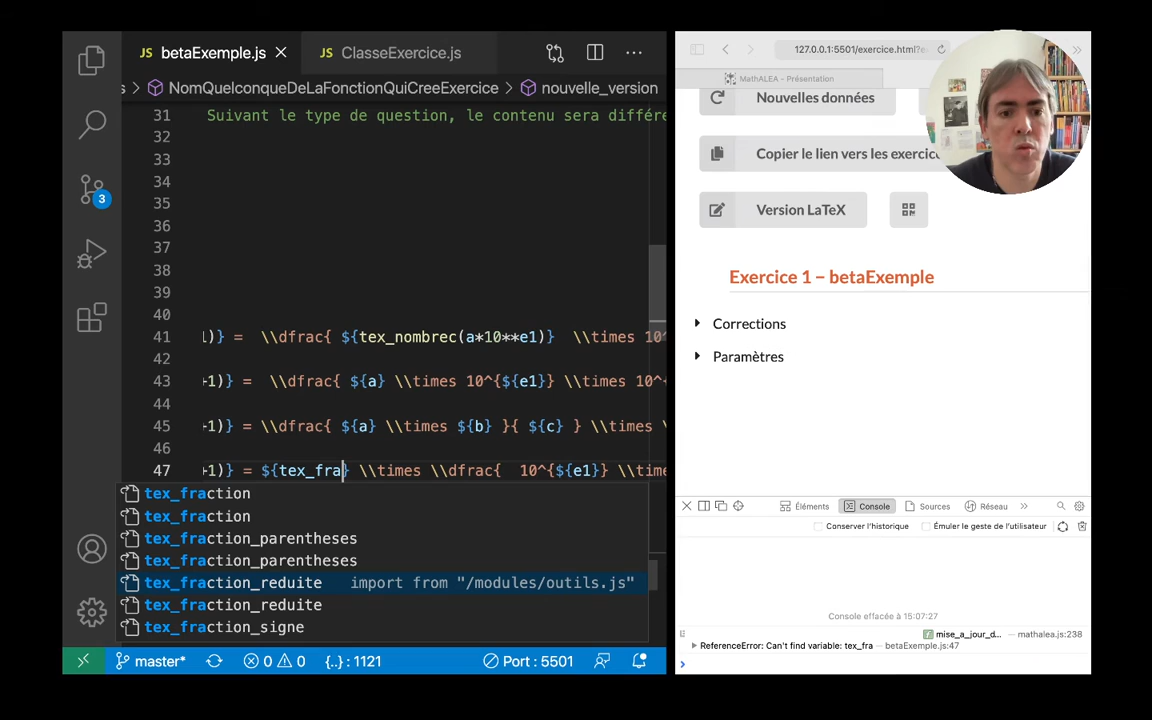 JS betaExemple.js
JS ClasseExercice.js
s > NomQuelconqueDeLaFonctionQuiCreeExercice > nouvelle_version
31 Suivant le type de question, le contenu sera différe
32
33
34
35
36
37
38
39
40
41 l)} = \\dfrac{ ${tex_nombrec(a*10**e1)} \\times 10^
42
43 +1)} = \\dfrac{ ${a} \\times 10^{${e1}} \\times 10^
44
45 +1)} = \\dfrac{ ${a} \\times ${b} }{ ${c} } \\times \
46
47 +1)} = ${tex_fra} \\times \\dfrac{ 10^{${e1}} \\time
tex_fraction
tex_fraction
tex_fraction_parentheses
tex_fraction_parentheses
tex_fraction_reduite import from "/modules/outils.js"
tex_fraction_reduite
tex_fraction_signe
3
master* 0 0 {..} : 1121 Port : 5501
127.0.0.1:5501/exercice.html?e
MathALEA - Présentation
Nouvelles données
Copier le lien vers les exercic
Version LaTeX
Exercice 1 − betaExemple
Corrections
Paramètres
Éléments Console Sources Réseau
Conserver l'historique Émuler le geste de l'utilisateur
Console effacée à 15:07:27
mise_a_jour_d... — mathalea.js:238
ReferenceError: Can't find variable: tex_fra — betaExemple.js:47